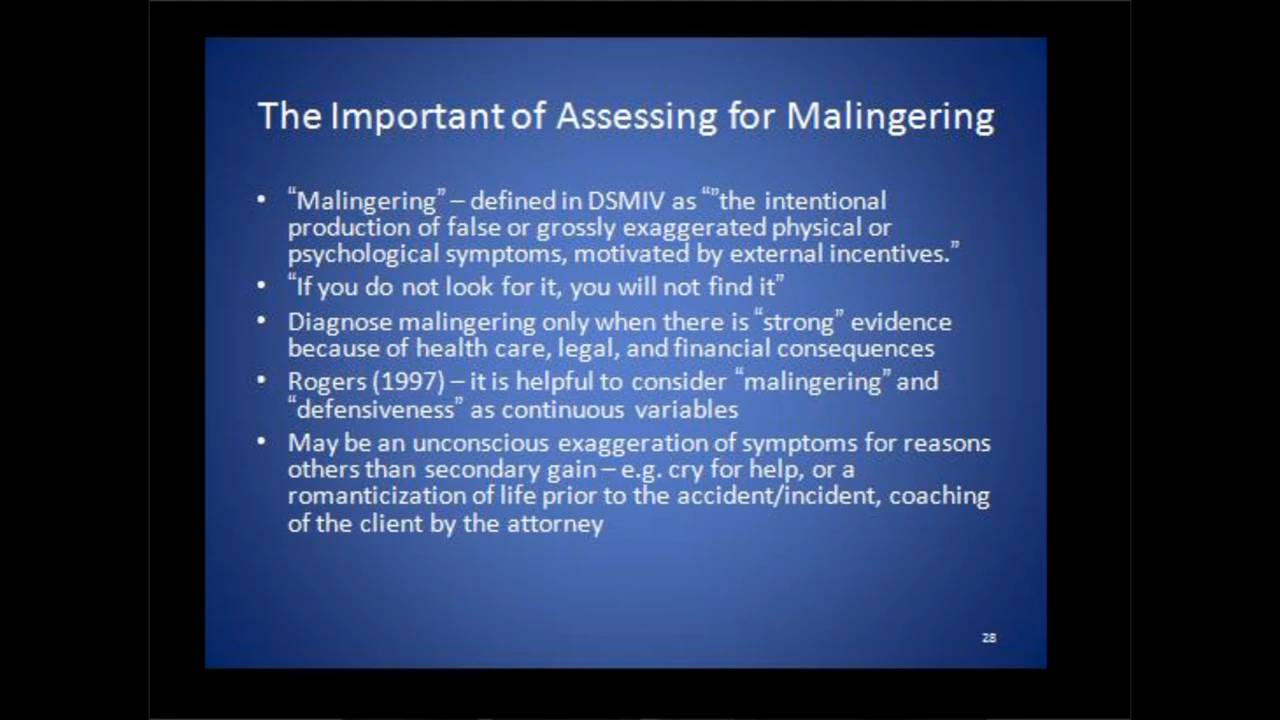 The Important of Assessing for Malingering
• “Malingering” – defined in DSMIV as “”the intentional
production of false or grossly exaggerated physical or
psychological symptoms, motivated by external incentives.”
• “If you do not look for it, you will not find it”
• Diagnose malingering only when there is “strong” evidence
because of health care, legal, and financial consequences
• Rogers (1997) – it is helpful to consider “malingering” and
“defensiveness” as continuous variables
• May be an unconscious exaggeration of symptoms for reasons
others than secondary gain – e.g. cry for help, or a
romanticization of life prior to the accident/incident, coaching
of the client by the attorney
28